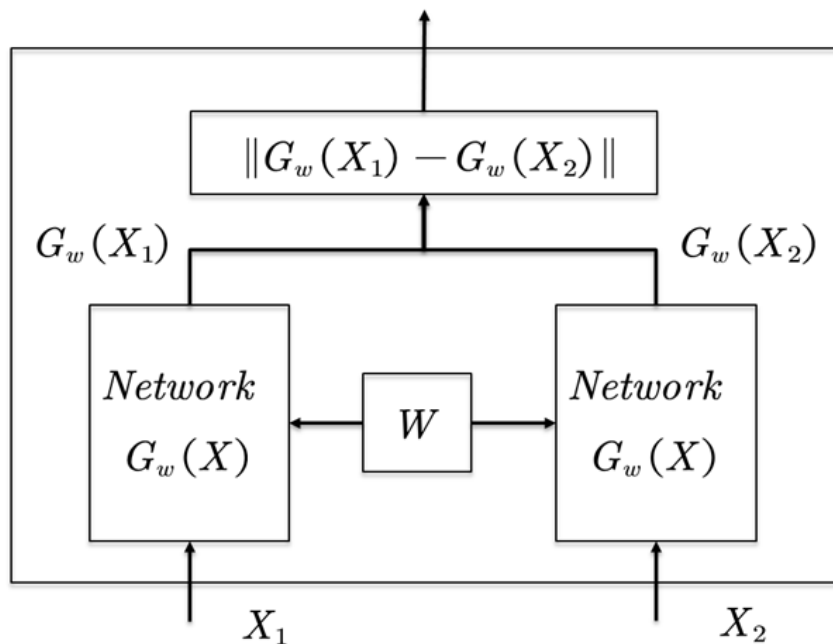 ‖G_w(X_1) − G_w(X_2)‖
G_w(X_1)
G_w(X_2)
Network
G_w(X)
W
Network
G_w(X)
X_1
X_2